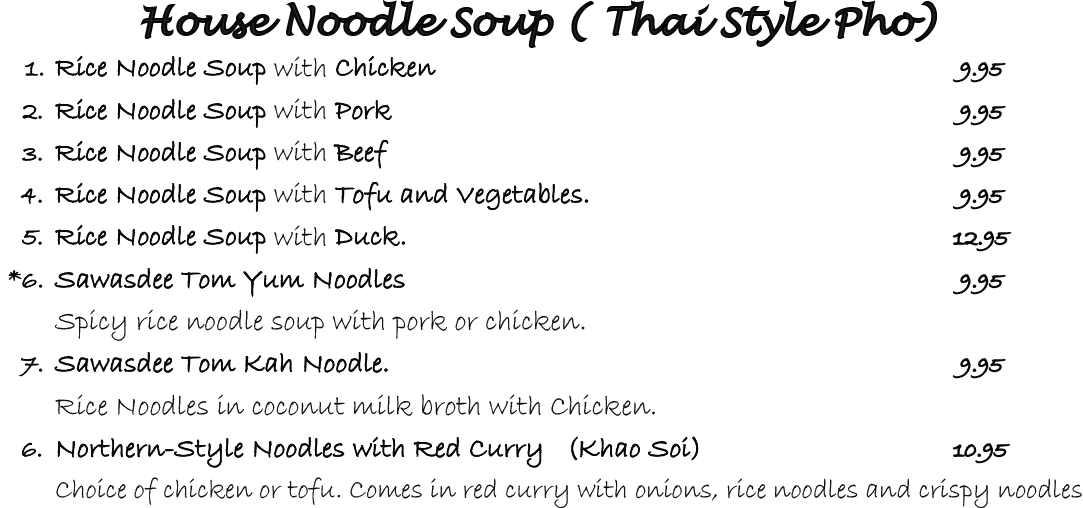 House Noodle Soup ( Thai Style Pho)
1. Rice Noodle Soup with Chicken 9.95
2. Rice Noodle Soup with Pork 9.95
3. Rice Noodle Soup with Beef 9.95
4. Rice Noodle Soup with Tofu and Vegetables. 9.95
5. Rice Noodle Soup with Duck. 12.95
*6. Sawasdee Tom Yum Noodles 9.95
Spicy rice noodle soup with pork or chicken.
7. Sawasdee Tom Kah Noodle. 9.95
Rice Noodles in coconut milk broth with Chicken.
6. Northern-Style Noodles with Red Curry (Khao Soi) 10.95
Choice of chicken or tofu. Comes in red curry with onions, rice noodles and crispy noodles